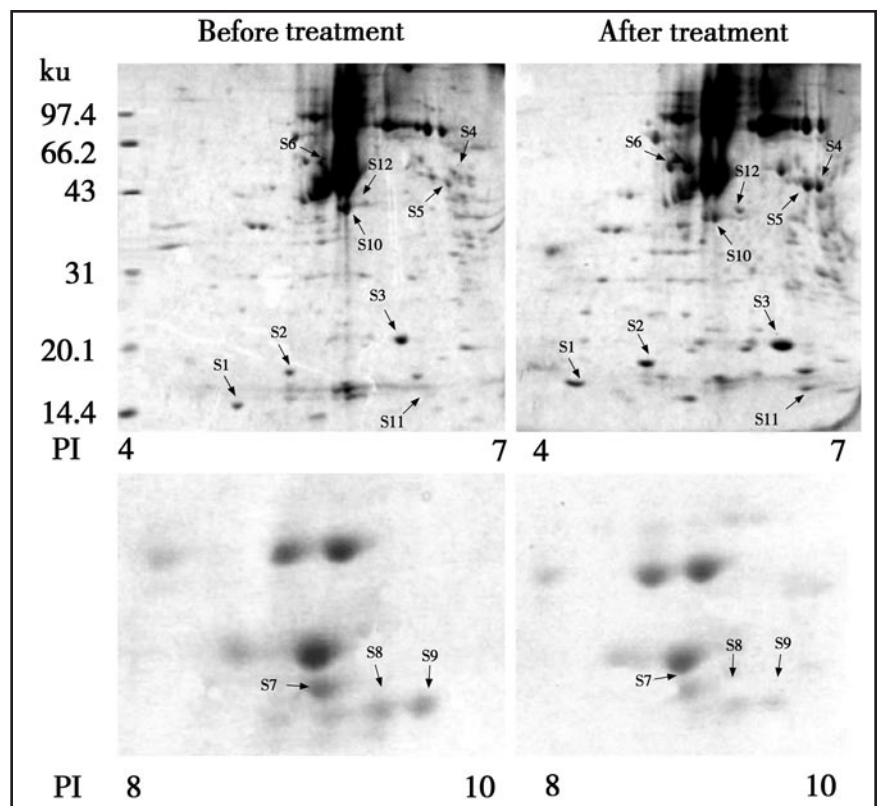 Before treatment After treatment
ku
97.4
66.2
43
31
20.1
14.4
S6 S4
S12
S5
S10
S3
S2
S1
S11
S6 S4
S12
S5
S10
S3
S2
S1
S11
PI 4 7 4 7
S8 S9
S7
S8 S9
S7
PI 8 10 8 10